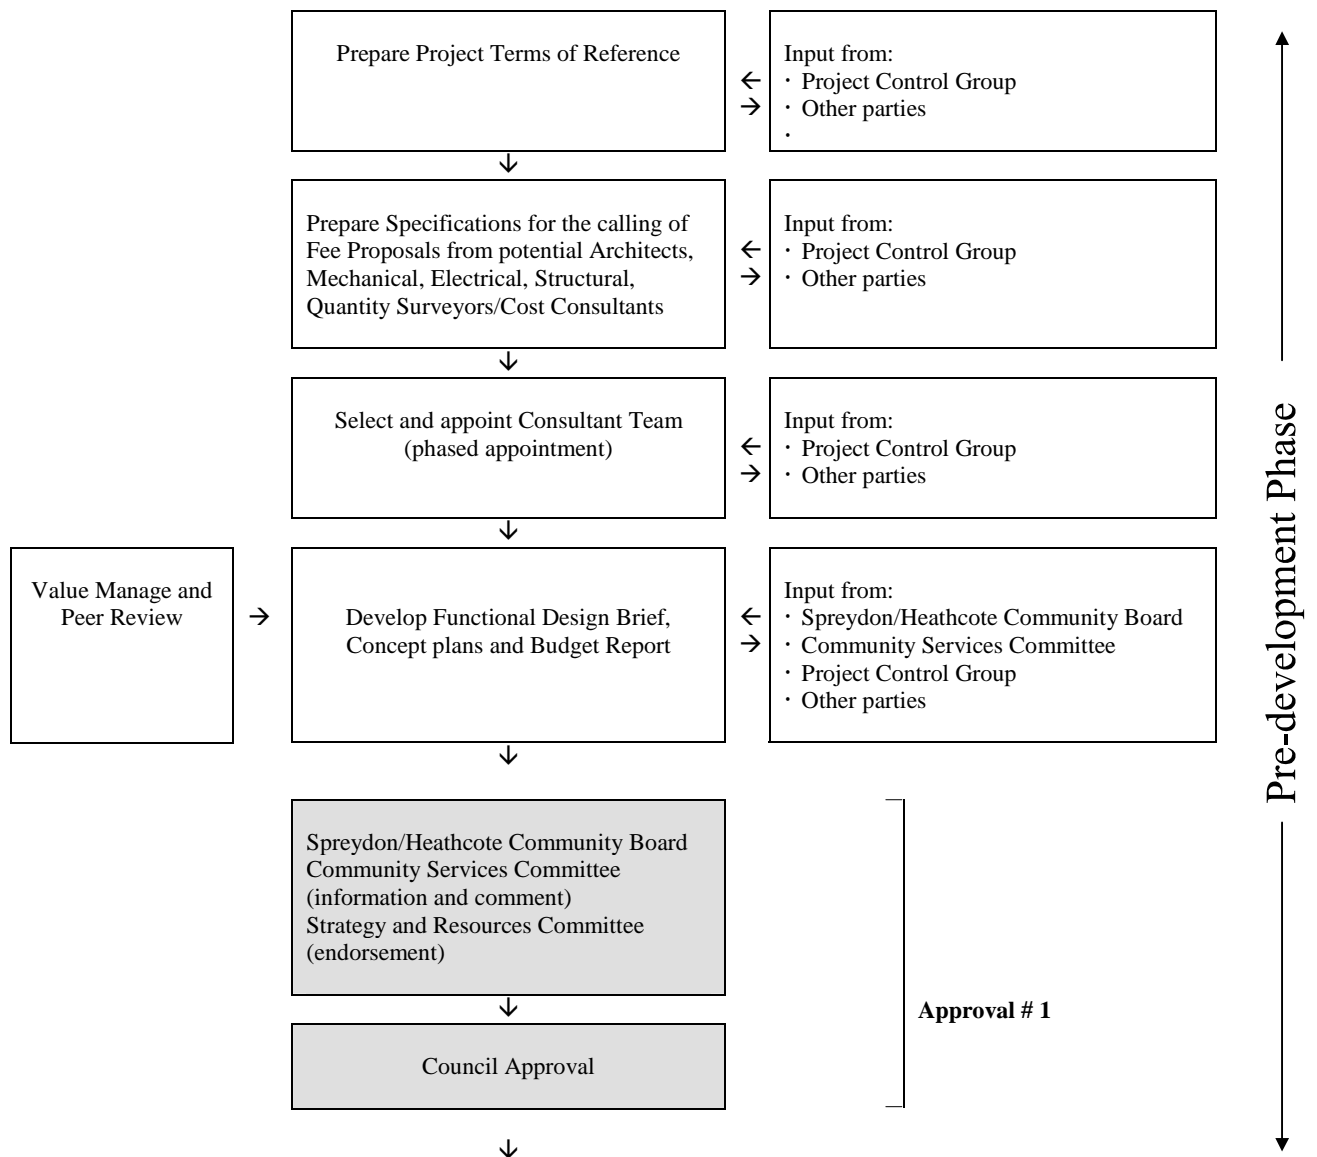 Prepare Project Terms of Reference
Input from:
· Project Control Group
· Other parties
·
Prepare Specifications for the calling of
Fee Proposals from potential Architects,
Mechanical, Electrical, Structural,
Quantity Surveyors/Cost Consultants
Input from:
· Project Control Group
· Other parties
Select and appoint Consultant Team
(phased appointment)
Input from:
· Project Control Group
· Other parties
Value Manage and
Peer Review
Develop Functional Design Brief,
Concept plans and Budget Report
Input from:
· Spreydon/Heathcote Community Board
· Community Services Committee
· Project Control Group
· Other parties
Spreydon/Heathcote Community Board
Community Services Committee
(information and comment)
Strategy and Resources Committee
(endorsement)
Council Approval
Approval # 1
Pre-development Phase